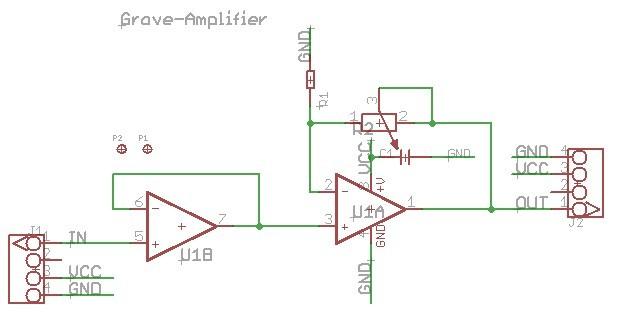 Grove-Amplifier
GND
R1
3
1
2
R2
P2
P1
VCC
C1
GND
GND
4
VCC
3
2
OUT
1
J2
6
7
5
U1B
2
3
8
+V
1
U1A
4
GND
GND
J1
1
IN
2
3
VCC
4
GND